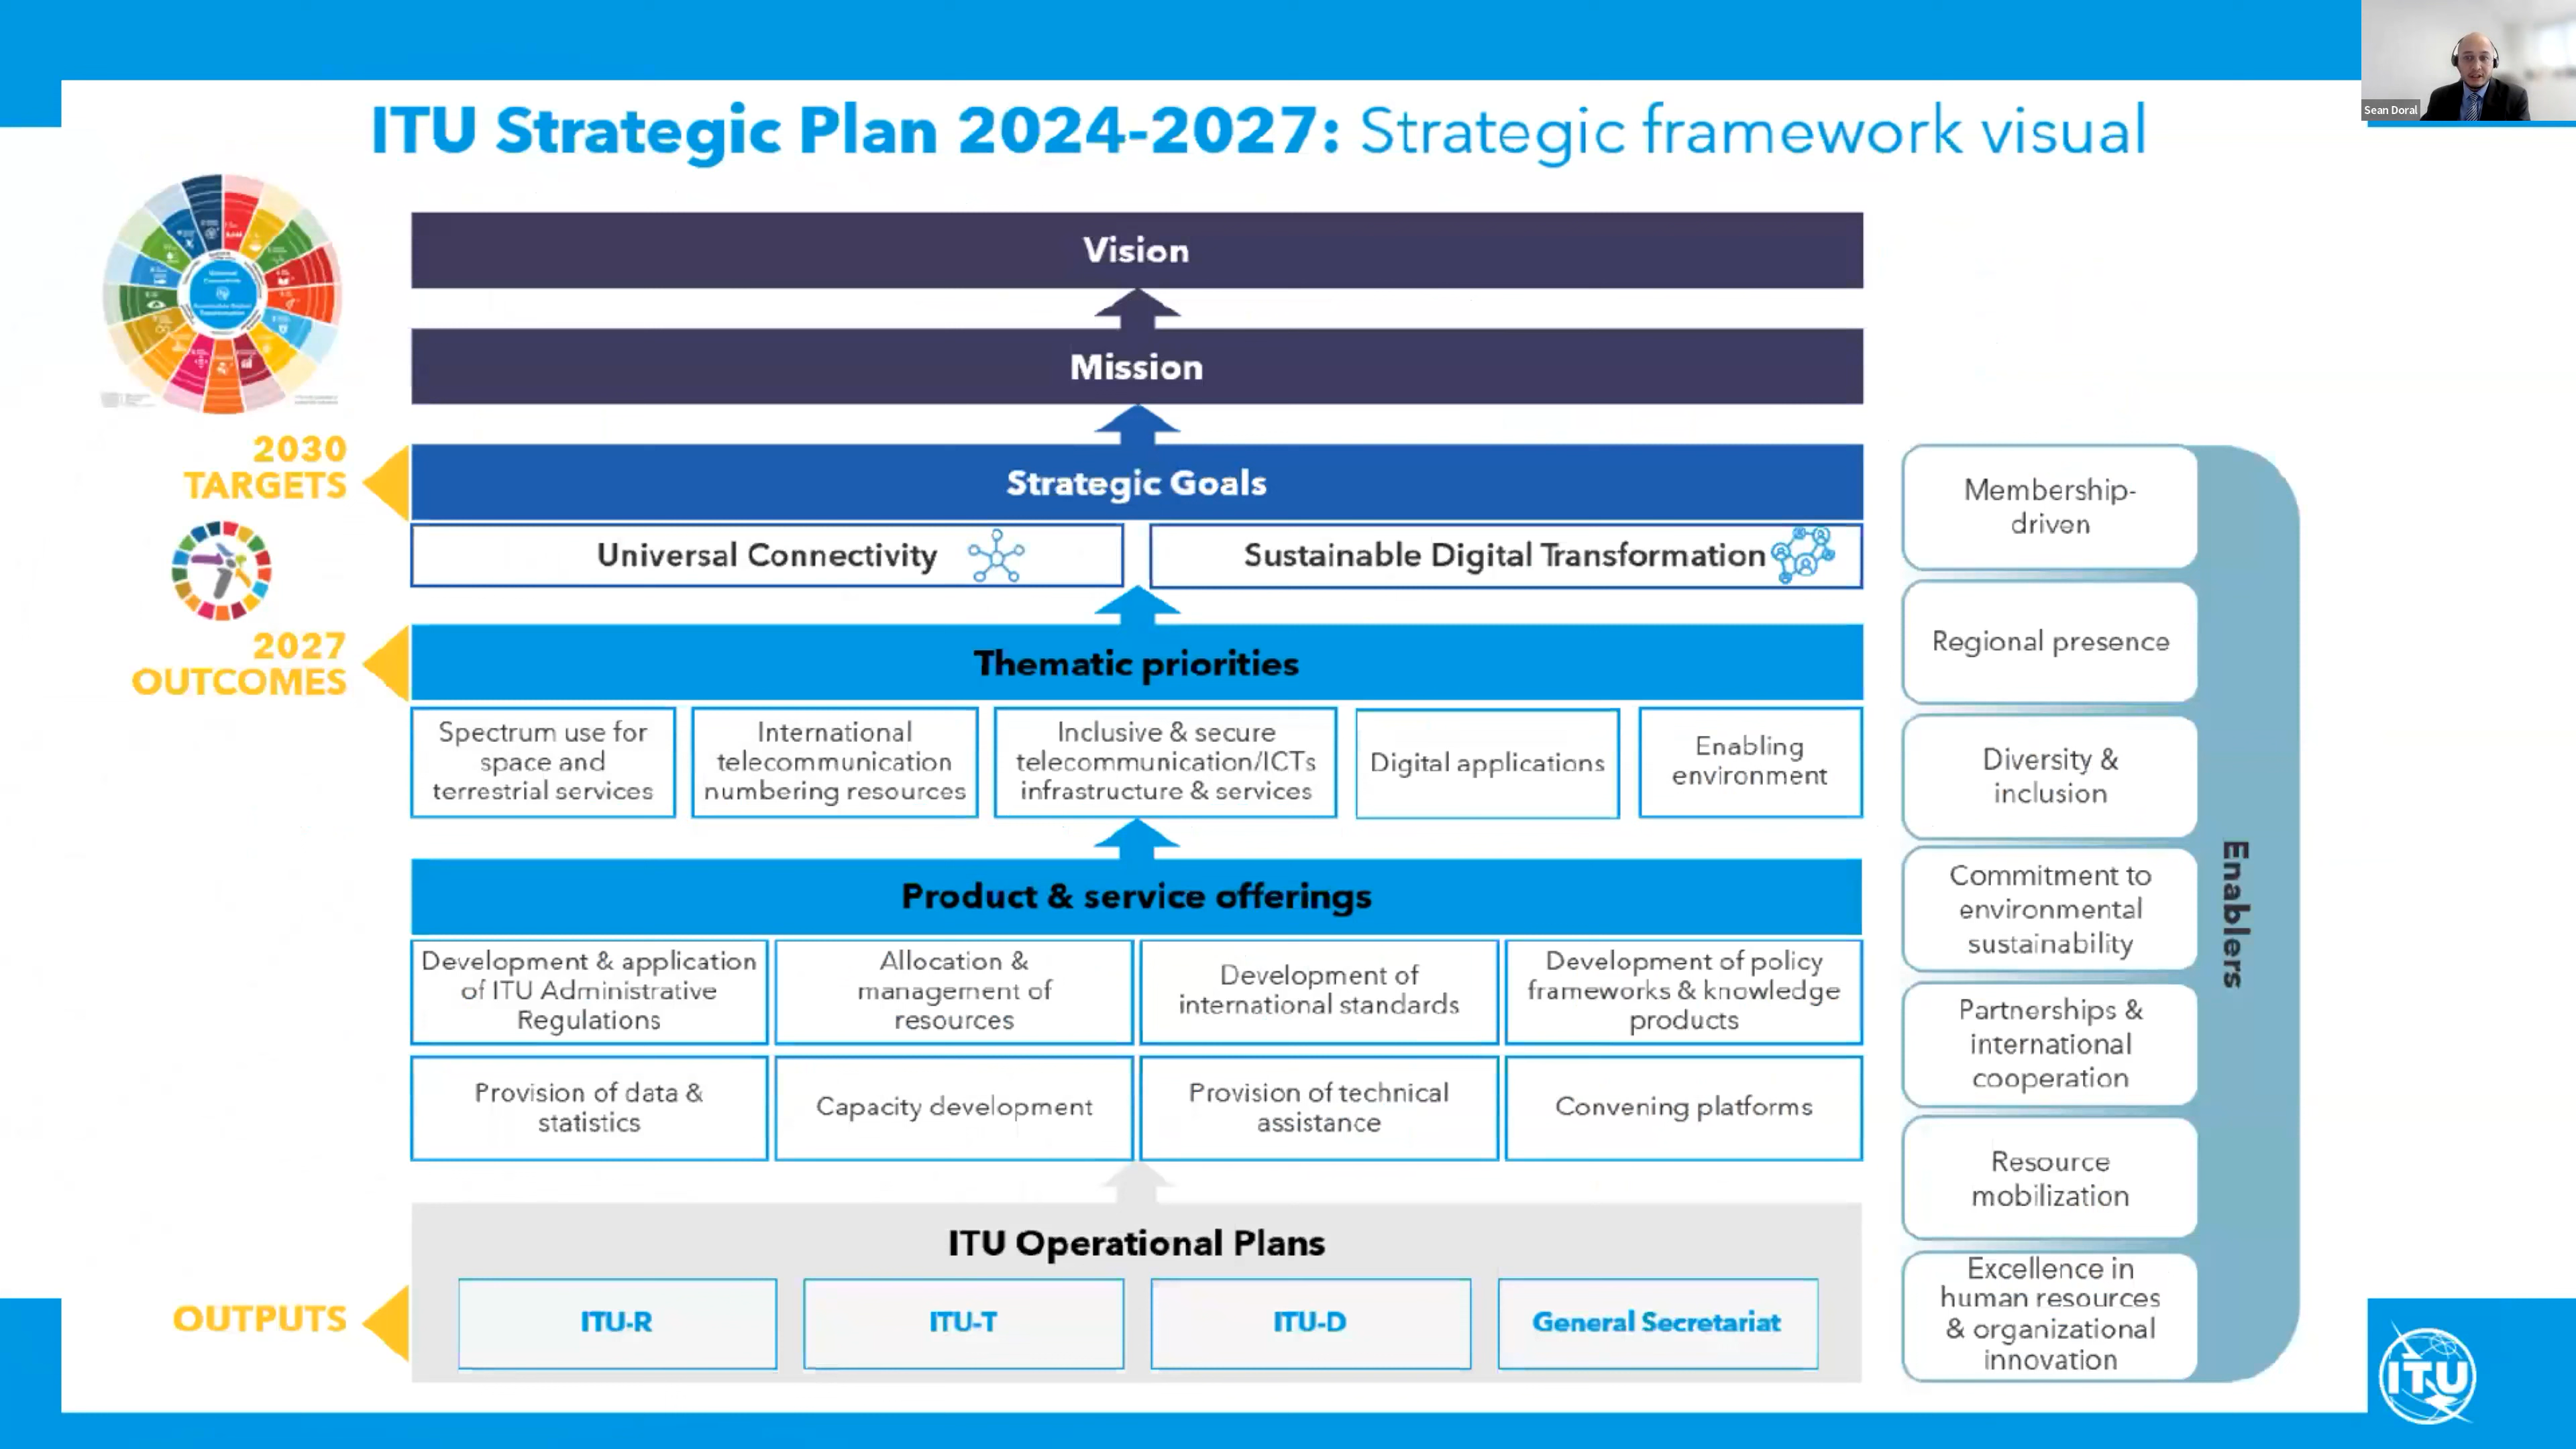 Sean Doral
ITU Strategic Plan 2024-2027: Strategic framework visual
Vision
Mission
2030
TARGETS
Strategic Goals
Universal Connectivity
Sustainable Digital Transformation
2027
OUTCOMES
Thematic priorities
Spectrum use for
space and
terrestrial services
International
telecommunication
numbering resources
Inclusive & secure
telecommunication/ICTs
infrastructure & services
Digital applications
Enabling
environment
Product & service offerings
Development & application
of ITU Administrative
Regulations
Allocation &
management of
resources
Development of
international standards
Development of policy
frameworks & knowledge
products
Provision of data &
statistics
Capacity development
Provision of technical
assistance
Convening platforms
ITU Operational Plans
OUTPUTS
ITU-R
ITU-T
ITU-D
General Secretariat
Membership-
driven
Regional presence
Diversity &
inclusion
Commitment to
environmental
sustainability
Partnerships &
international
cooperation
Resource
mobilization
Excellence in
human resources
& organizational
innovation
Enablers
ITU